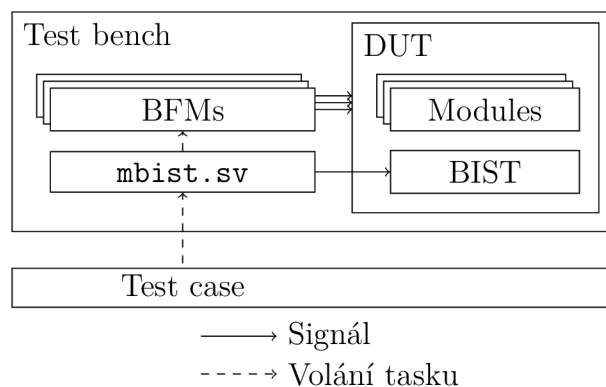 Test bench
DUT
BFMs
Modules
mbist.sv
BIST
Test case
Signál
Volání tasku